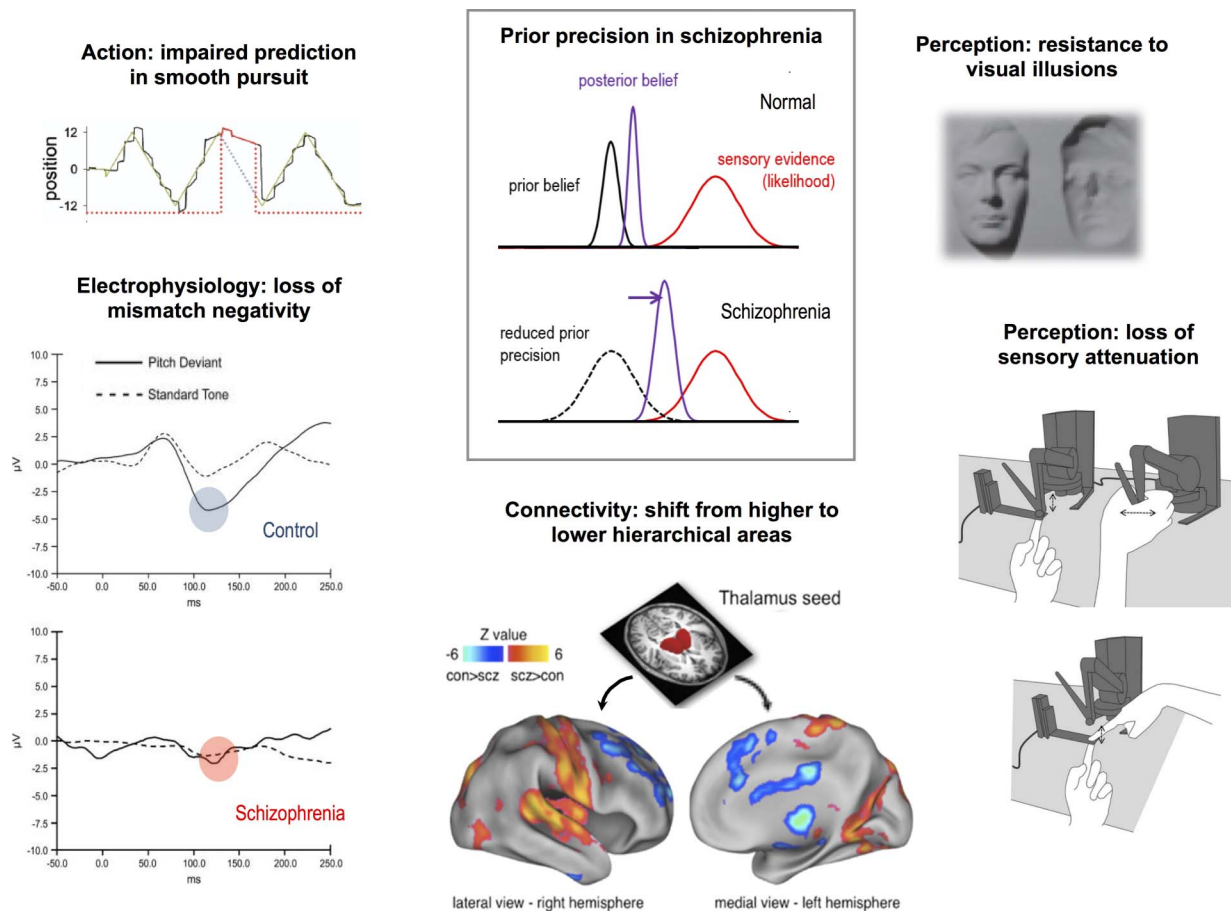 Action: impaired prediction
in smooth pursuit
position
12
0
-12
Electrophysiology: loss of
mismatch negativity
10.0
7.5
5.0
2.5
0.0
-2.5
-5.0
-7.5
-10.0
μV
Pitch Deviant
Standard Tone
Control
-50.0 0.0 50.0 100.0 150.0 200.0 250.0
ms
10.0
7.5
5.0
2.5
0.0
-2.5
-5.0
-7.5
-10.0
μV
Schizophrenia
-50.0 0.0 50.0 100.0 150.0 200.0 250.0
ms
Prior precision in schizophrenia
posterior belief
Normal
prior belief
sensory evidence
(likelihood)
Schizophrenia
reduced prior
precision
Connectivity: shift from higher to
lower hierarchical areas
Thalamus seed
Z value
-6 6
con>scz scz>con
lateral view - right hemisphere
medial view - left hemisphere
Perception: resistance to
visual illusions
Perception: loss of
sensory attenuation